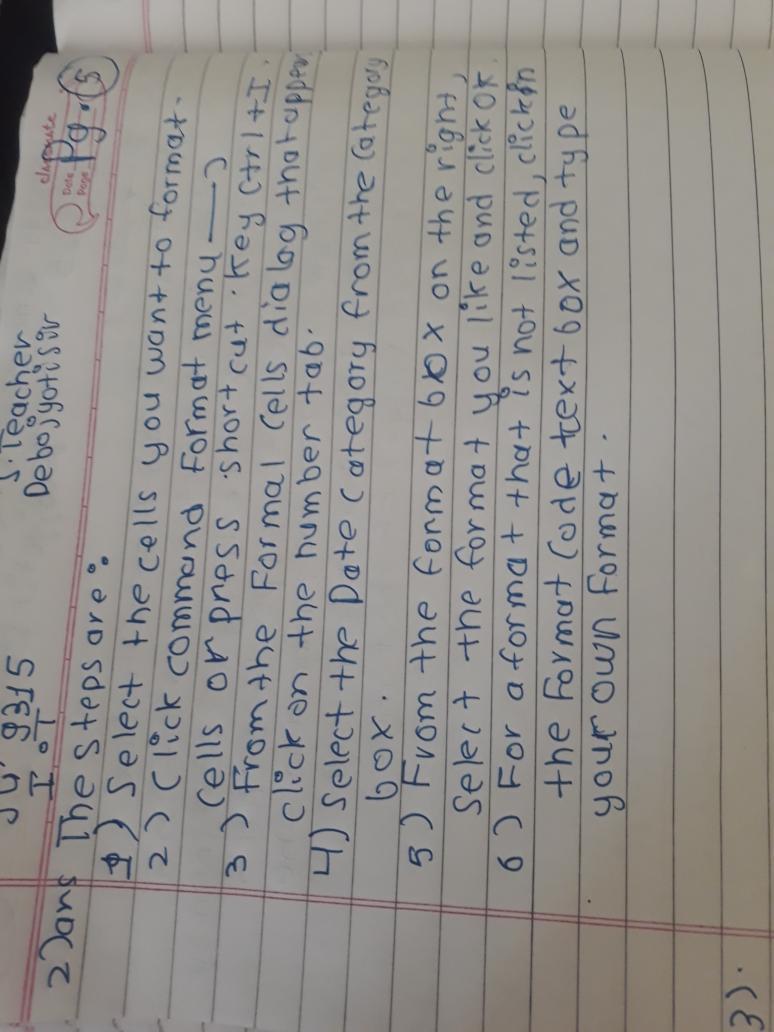 S. Teacher
9315 Debojyoti Sir
I.T
classmate
Date
Page Pg. 5
2) ans The Steps are :
1) Select the cells you want to format.
2) Click command format menu →
Cells or press short cut. Key Ctrl + I.
3) From the Formal Cells dialog that appear
Click on the number tab.
4) Select the Date Category from the Category
box.
5) From the format box on the right,
Select the format you like and click OK.
6) For a format that is not listed, click in
the Format Code text box and type
your own format.
3).